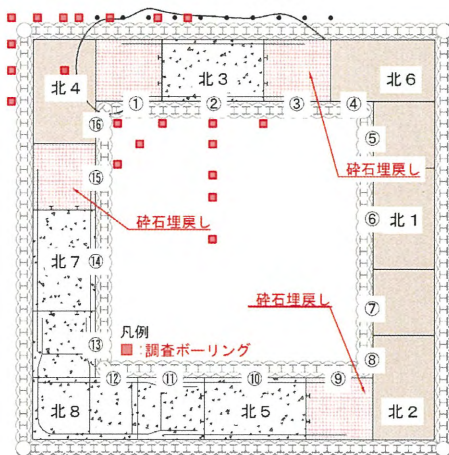 北4
①
北3
②
③
④
北6
⑯
⑤
砕石埋戻し
⑮
砕石埋戻し
⑥
北1
北7
⑭
砕石埋戻し
⑦
凡例
調査ボーリング
⑬
⑧
⑫
⑪
⑩
⑨
北8
北5
北2